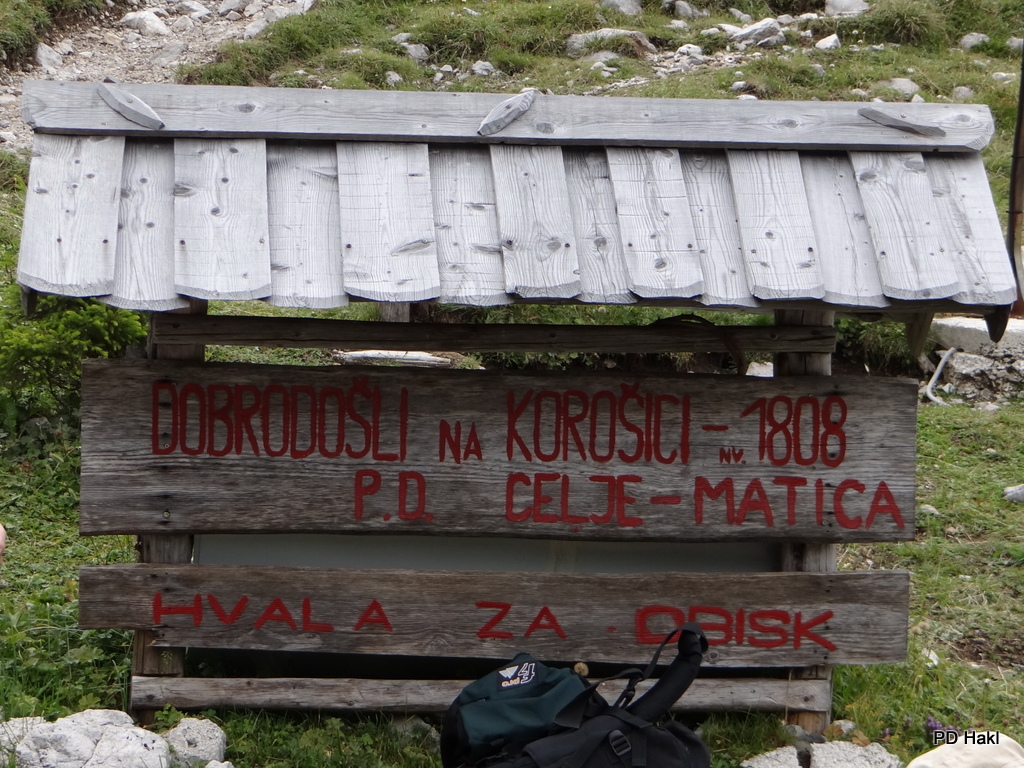 DOBRODOŠLI NA KOROŠICI - NV. 1808
P.D. CELJE - MATICA
HVALA ZA OBISK
PD Hakl